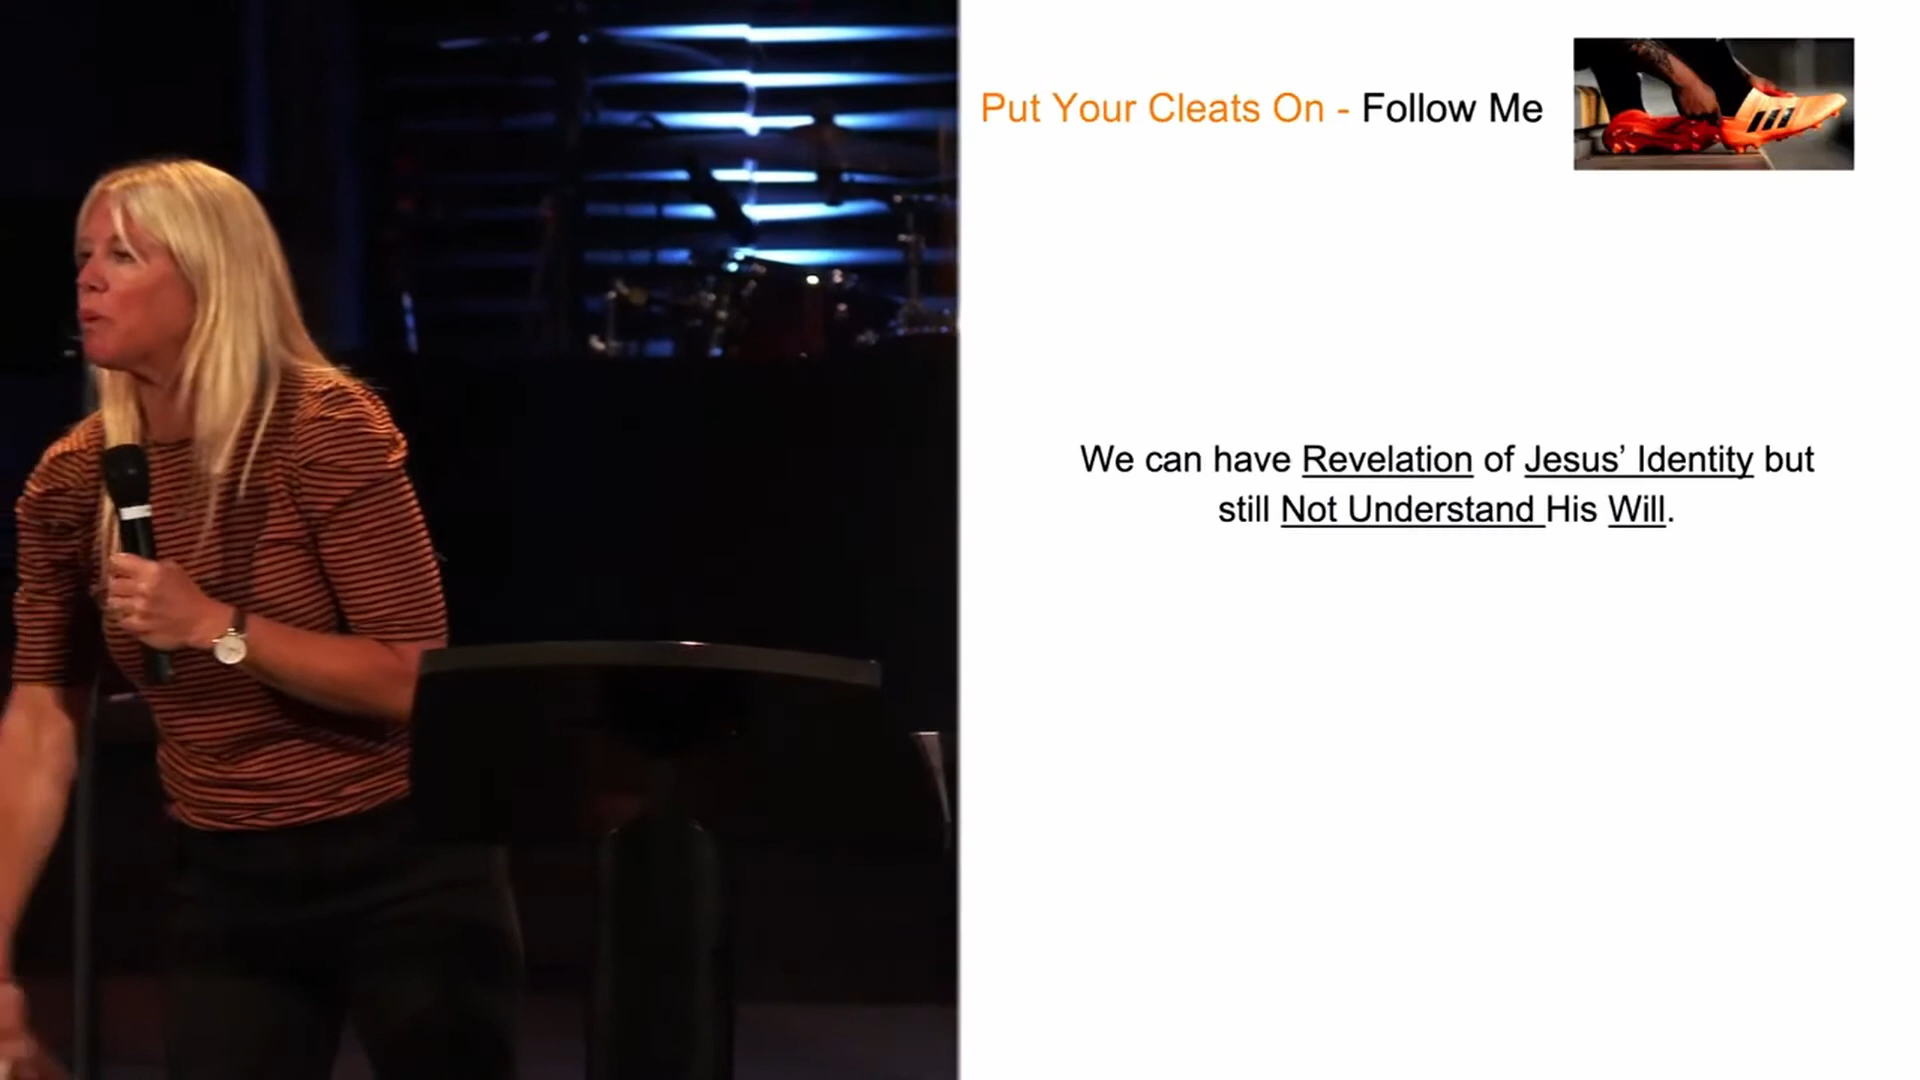 Put Your Cleats On - Follow Me
We can have Revelation of Jesus’ Identity but
still Not Understand His Will.